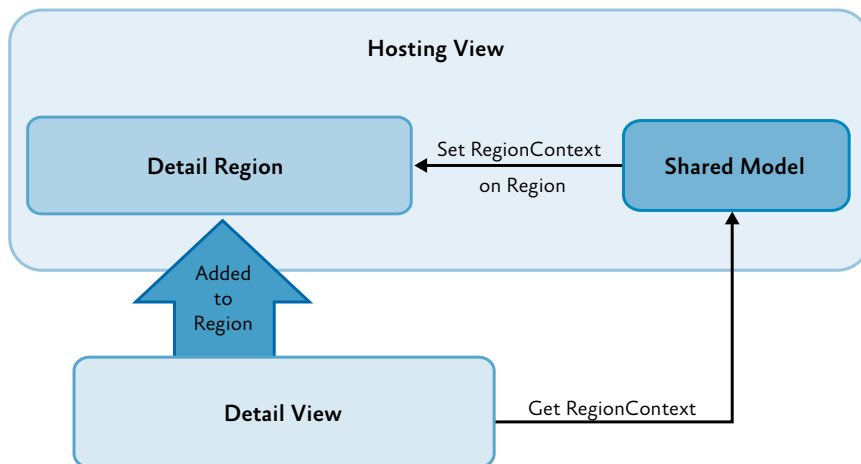 Hosting View
Detail Region
Set RegionContext
on Region
Shared Model
Added
to
Region
Detail View
Get RegionContext